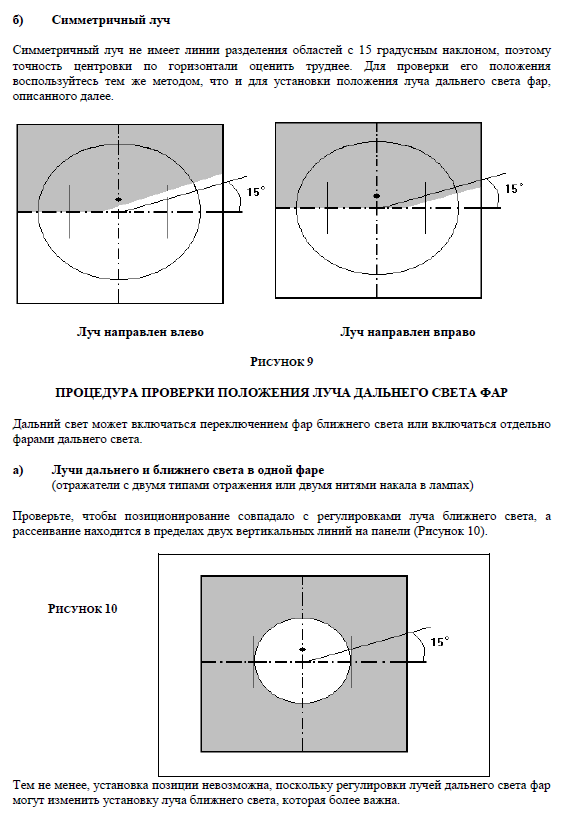 б) Симметричный луч
Симметричный луч не имеет линии разделения областей с 15 градусным наклоном, поэтому
точность центровки по горизонтали оценить труднее. Для проверки его положения
воспользуйтесь тем же методом, что и для установки положения луча дальнего света фар,
описанного далее.
15°
15°
Луч направлен влево
Луч направлен вправо
РИСУНОК 9
ПРОЦЕДУРА ПРОВЕРКИ ПОЛОЖЕНИЯ ЛУЧА ДАЛЬНЕГО СВЕТА ФАР
Дальний свет может включаться переключением фар ближнего света или включаться отдельно
фарами дальнего света.
а) Лучи дальнего и ближнего света в одной фаре
(отражатели с двумя типами отражения или двумя нитями накала в лампах)
Проверьте, чтобы позиционирование совпадало с регулировками луча ближнего света, а
рассеивание находится в пределах двух вертикальных линий на панели (Рисунок 10).
РИСУНОК 10
15°
Тем не менее, установка позиции невозможна, поскольку регулировки лучей дальнего света фар
могут изменить установку луча ближнего света, которая более важна.